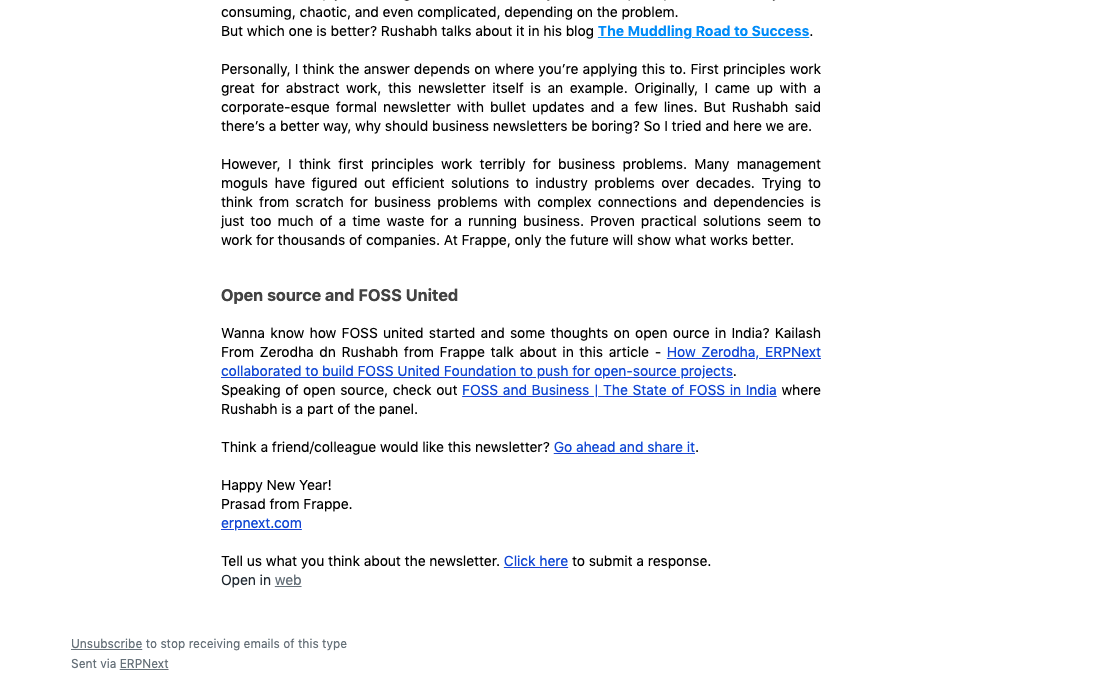 consuming, chaotic, and even complicated, depending on the problem.
But which one is better? Rushabh talks about it in his blog The Muddling Road to Success.
Personally, I think the answer depends on where you're applying this to. First principles work
great for abstract work, this newsletter itself is an example. Originally, I came up with a
corporate-esque formal newsletter with bullet updates and a few lines. But Rushabh said
there's a better way, why should business newsletters be boring? So I tried and here we are.
However, I think first principles work terribly for business problems. Many management
moguls have figured out efficient solutions to industry problems over decades. Trying to
think from scratch for business problems with complex connections and dependencies is
just too much of a time waste for a running business. Proven practical solutions seem to
work for thousands of companies. At Frappe, only the future will show what works better.
Open source and FOSS United
Wanna know how FOSS united started and some thoughts on open ource in India? Kailash
From Zerodha dn Rushabh from Frappe talk about in this article - How Zerodha, ERPNext
collaborated to build FOSS United Foundation to push for open-source projects.
Speaking of open source, check out FOSS and Business | The State of FOSS in India where
Rushabh is a part of the panel.
Think a friend/colleague would like this newsletter? Go ahead and share it.
Happy New Year!
Prasad from Frappe.
erpnext.com
Tell us what you think about the newsletter. Click here to submit a response.
Open in web
Unsubscribe to stop receiving emails of this type
Sent via ERPNext